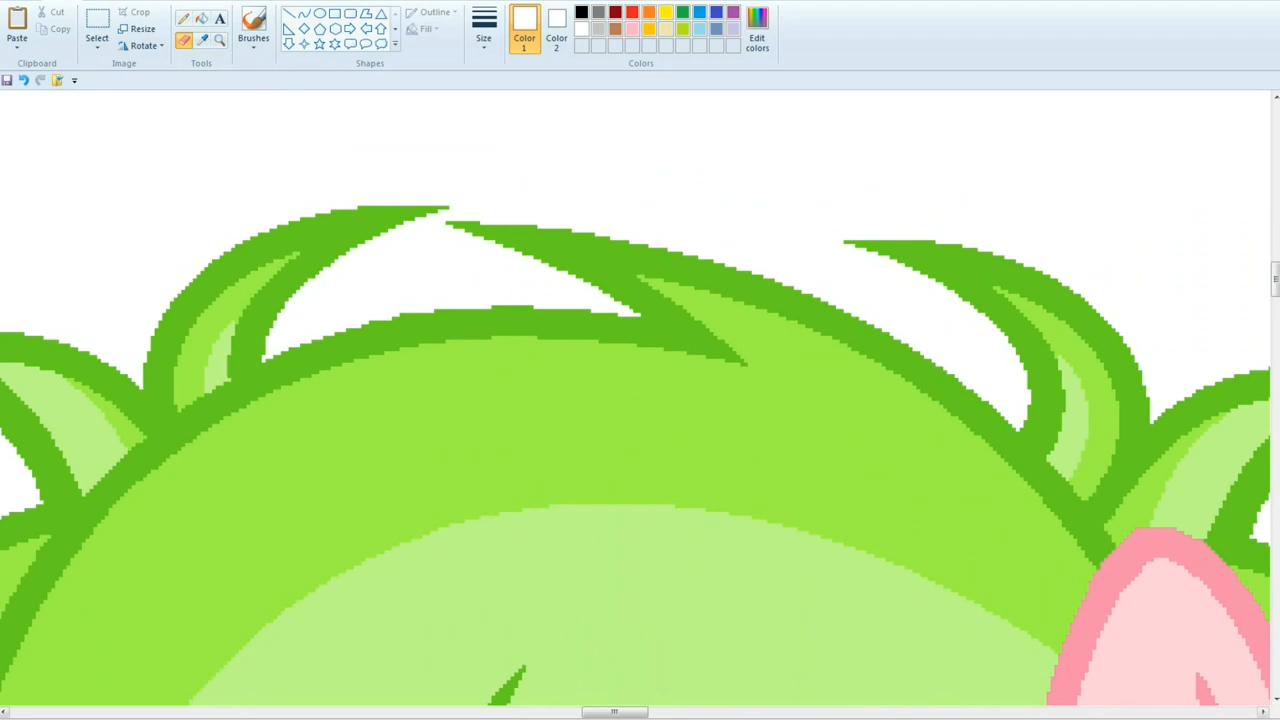 Paste
Cut
Copy
Clipboard
Select
Crop
Resize
Rotate
Image
A
Tools
Brushes
Outline
Fill
Shapes
Size
Color 1
Color 2
Edit colors
Colors